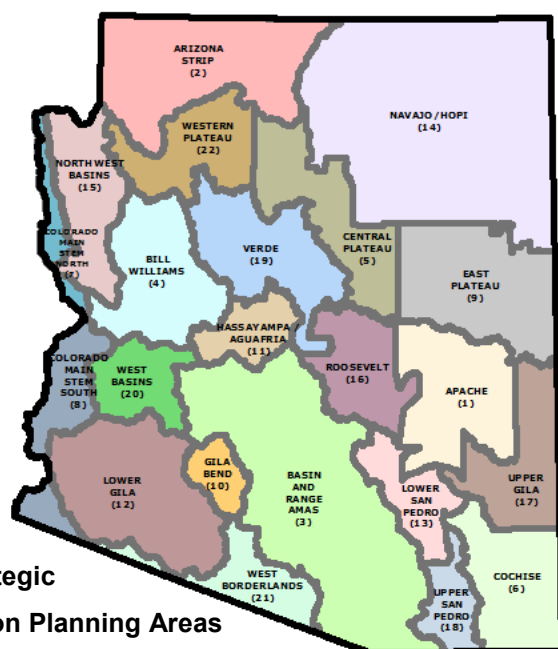 ARIZONA
STRIP
(2)
NAVAJO/HOPI
(14)
WESTERN
PLATEAU
(22)
NORTHWEST
BASINS
(15)
COLORADO
MAIN
STEM
NORTH
(7)
BILL
WILLIAMS
(4)
VERDE
(19)
CENTRAL
PLATEAU
(5)
EAST
PLATEAU
(9)
HASSAYAMPA /
AGUAFRIA
(11)
COLORADO
MAIN
STEM
SOUTH
(8)
WEST
BASINS
(20)
ROOSEVELT
(16)
APACHE
(1)
GILA
BEND
(10)
LOWER
GILA
(12)
BASIN
AND
RANGE
AMAS
(3)
LOWER
SAN
PEDRO
(13)
UPPER
GILA
(17)
WEST
BORDERLANDS
(21)
UPPER
SAN
PEDRO
(18)
COCHISE
(6)
tegic
on Planning Areas